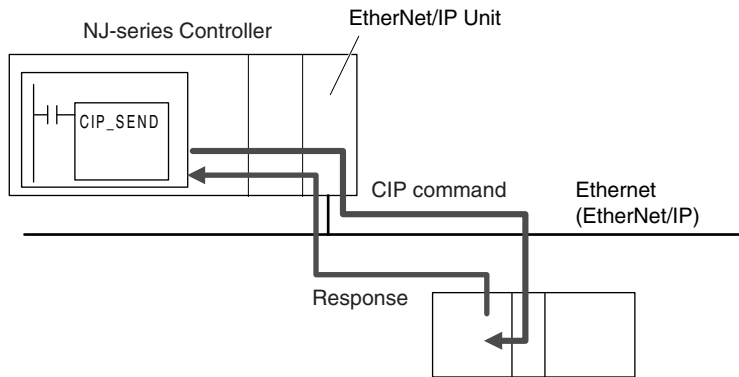 EtherNet/IP Unit
NJ-series Controller
CIP_SEND
CIP command
Ethernet
(EtherNet/IP)
Response